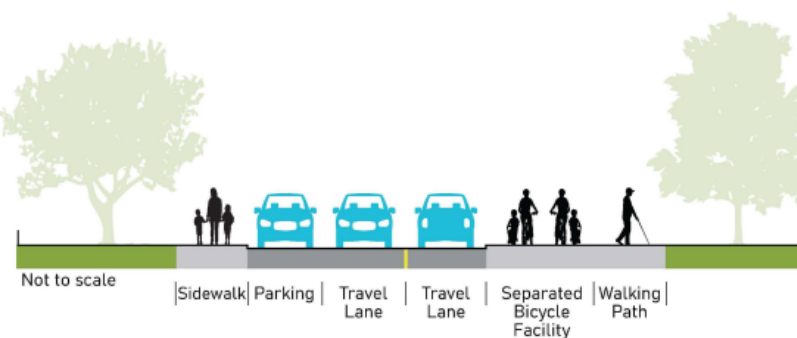 Not to scale
Sidewalk
Parking
Travel
Lane
Travel
Lane
Separated
Bicycle
Facility
Walking
Path